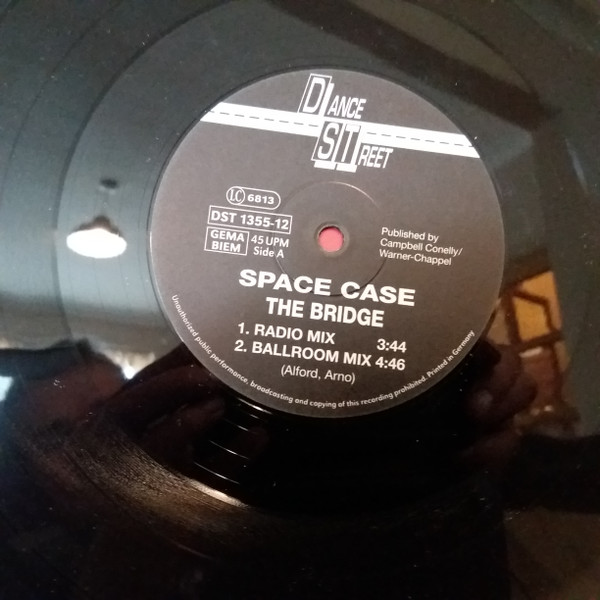 DANCE
STREET
LC 6813
DST 1355-12
GEMA
BIEM
45 UPM
Side A
Published by
Campbell Conelly/
Warner-Chappel
SPACE CASE
THE BRIDGE
1. RADIO MIX 3:44
2. BALLROOM MIX 4:46
(Alford, Arno)
Unauthorized public performance, broadcasting and copying of this recording prohibited. Printed in Germany